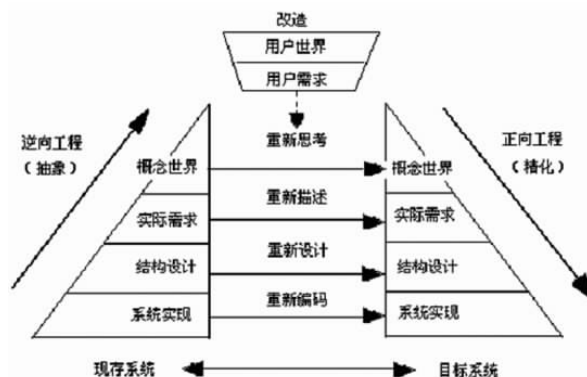 改造
用户世界
用户需求
逆向工程
（抽象）
正向工程
（精化）
重新思考
概念世界
概念世界
重新描述
实际需求
实际需求
重新设计
结构设计
结构设计
重新编码
系统实现
系统实现
现存系统
目标系统